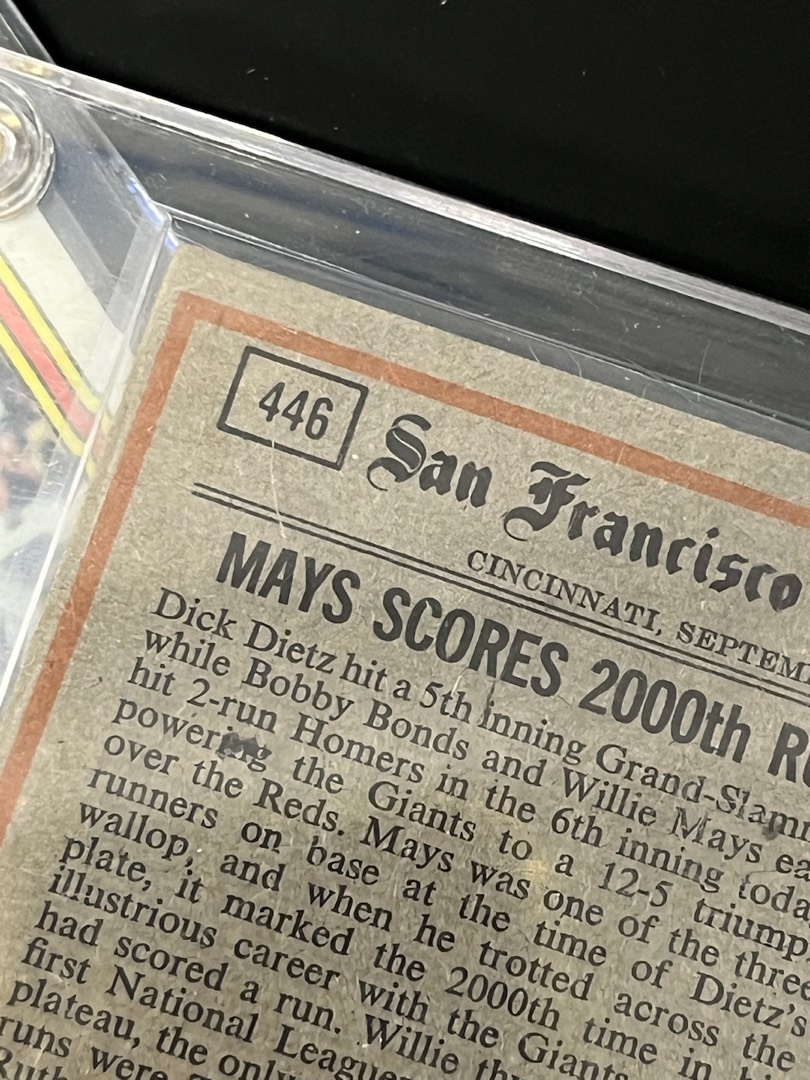 446
San Francisco
CINCINNATI, SEPTEM
MAYS SCORES 2000th R
Dick Dietz hit a 5th inning Grand-Slamm
while Bobby Bonds and Willie Mays ea
hit 2-run Homers in the 6th inning toda
powering the Giants to a 12-5 triump
over the Reds. Mays was one of the three
runners on base at the time of Dietz's
wallop, and when he trotted across the
plate, it marked the 2000th time in hi
illustrious career with the Giants
had scored a run. Willie th
first National League
plateau, the only
runs were
Ruth